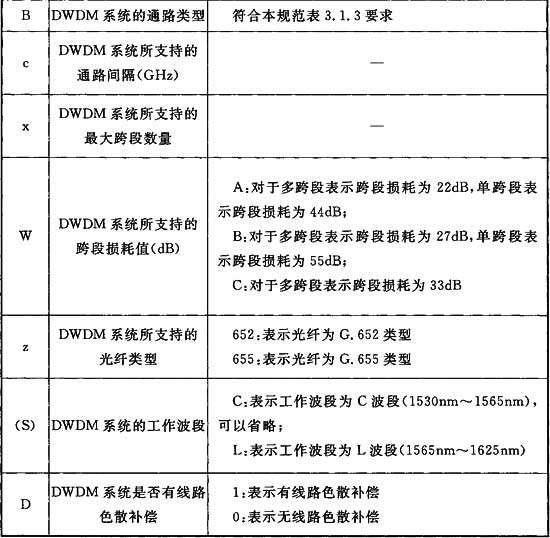 B DWDM 系统的通路类型 符合本规范表 3.1.3 要求
c DWDM 系统所支持的
通路间隔(GHz) —
x DWDM 系统所支持的
最大跨段数量 —
W DWDM 系统所支持的
跨段损耗值(dB)
A:对于多跨段表示跨段损耗为 22dB,单跨段表
示跨段损耗为 44dB;
B:对于多跨段表示跨段损耗为 27dB,单跨段表
示跨段损耗为 55dB;
C:对于多跨段表示跨段损耗为 33dB
z DWDM 系统所支持的
光纤类型
652:表示光纤为 G.652 类型
655:表示光纤为 G.655 类型
(S) DWDM 系统的工作波段
C:表示工作波段为 C 波段(1530nm～1565nm),
可以省略;
L:表示工作波段为 L 波段(1565nm～1625nm)
D DWDM 系统是否有线路
色散补偿
1:表示有线路色散补偿
0:表示无线路色散补偿